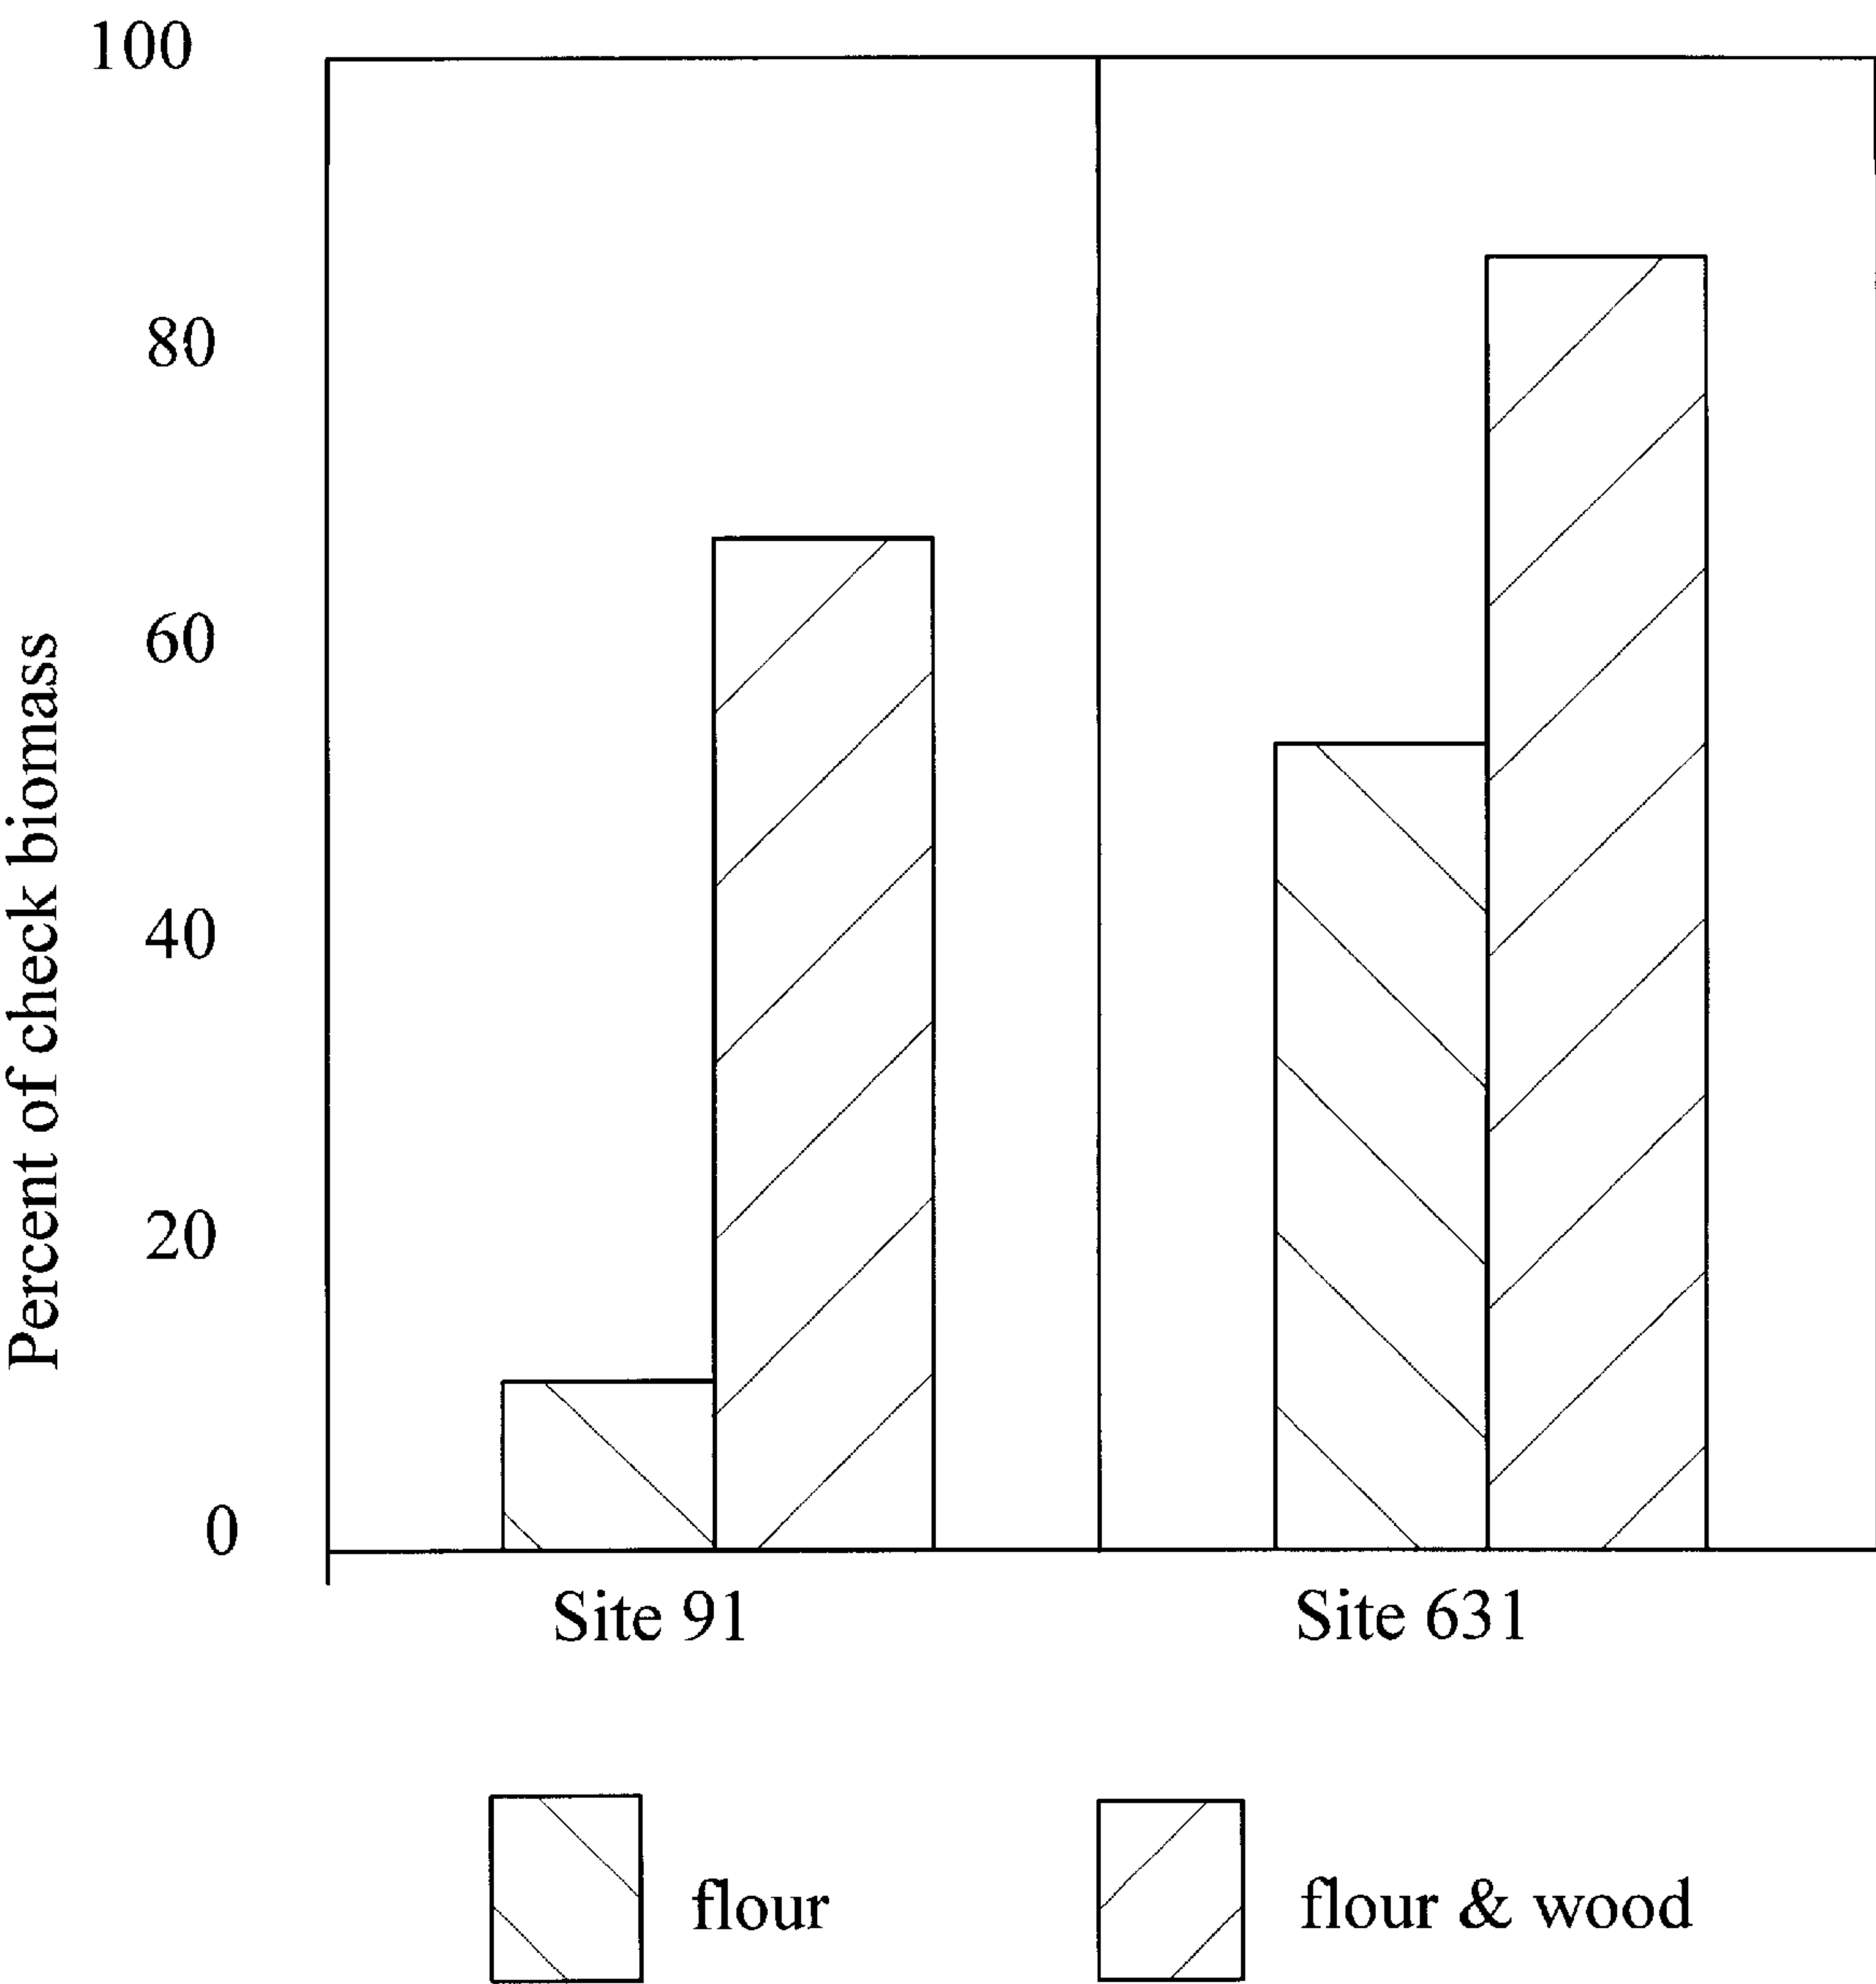 100
80
60
40
20
0
Percent of check biomass
Site 91
Site 631
flour
flour & wood